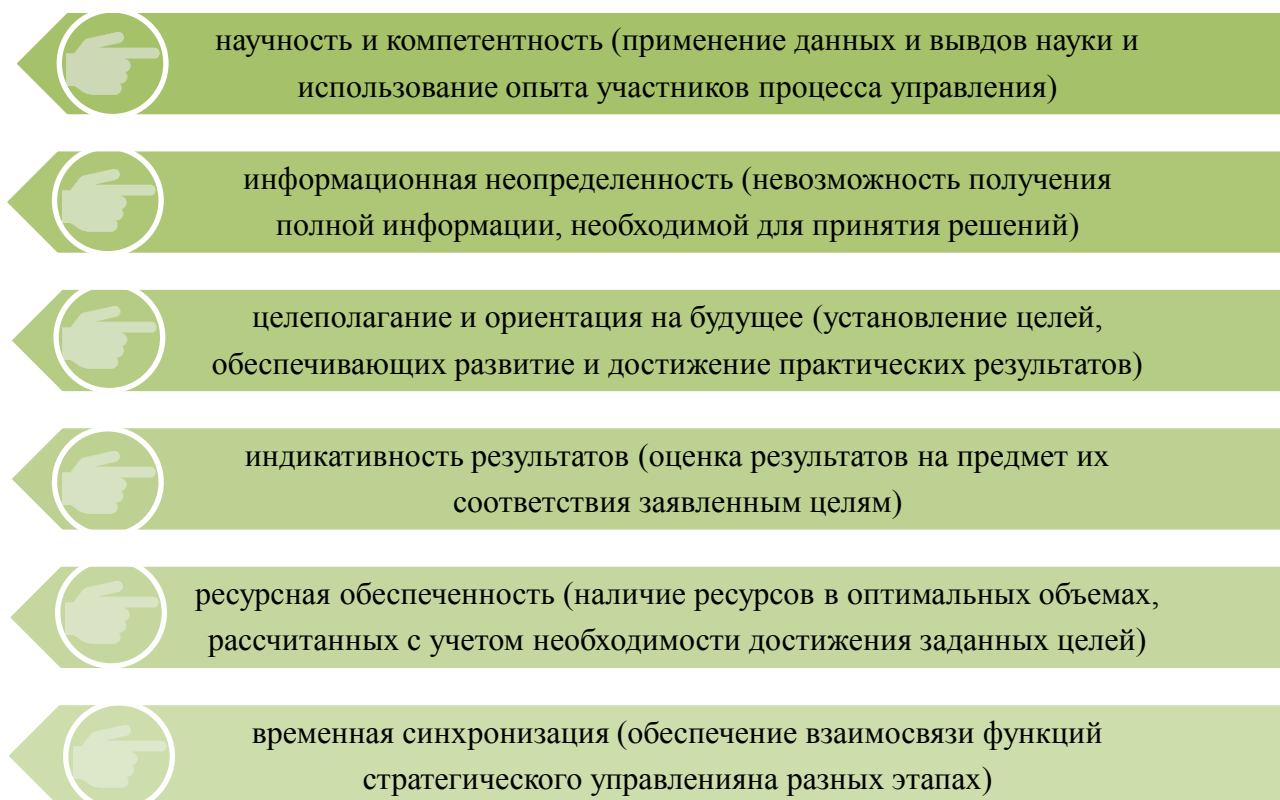 научность и компетентность (применение данных и вывдов науки и
использование опыта участников процесса управления)
информационная неопределенность (невозможность получения
полной информации, необходимой для принятия решений)
целеполагание и ориентация на будущее (установление целей,
обеспечивающих развитие и достижение практических результатов)
индикативность результатов (оценка результатов на предмет их
соответствия заявленным целям)
ресурсная обеспеченность (наличие ресурсов в оптимальных объемах,
рассчитанных с учетом необходимости достижения заданных целей)
временная синхронизация (обеспечение взаимосвязи функций
стратегического управленияна разных этапах)